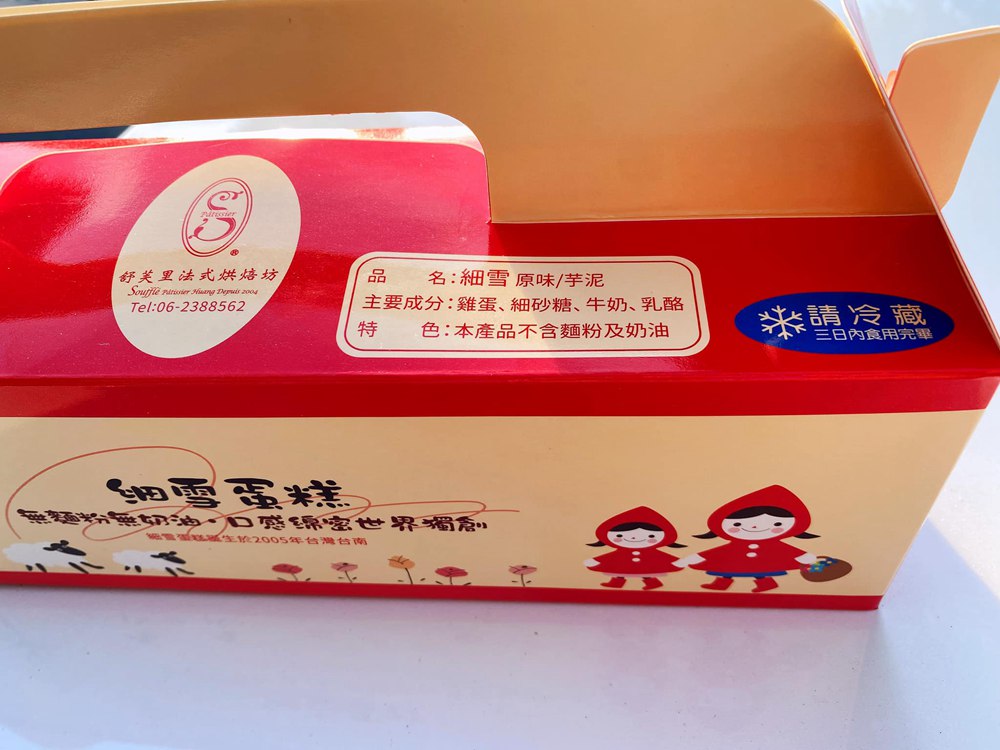 Pâtissier
S
®
舒芙里法式烘焙坊
Soufflé Pâtissier Huang Depuis 2004
Tel:06-2388562
品 名:細雪 原味/芋泥
主要成分:雞蛋、細砂糖、牛奶、乳酪
特 色:本產品不含麵粉及奶油
請冷藏
三日內食用完畢
細雪蛋糕
無麵粉無奶油·口感綿密世界獨創
細雪蛋糕誕生於2005年台灣台南